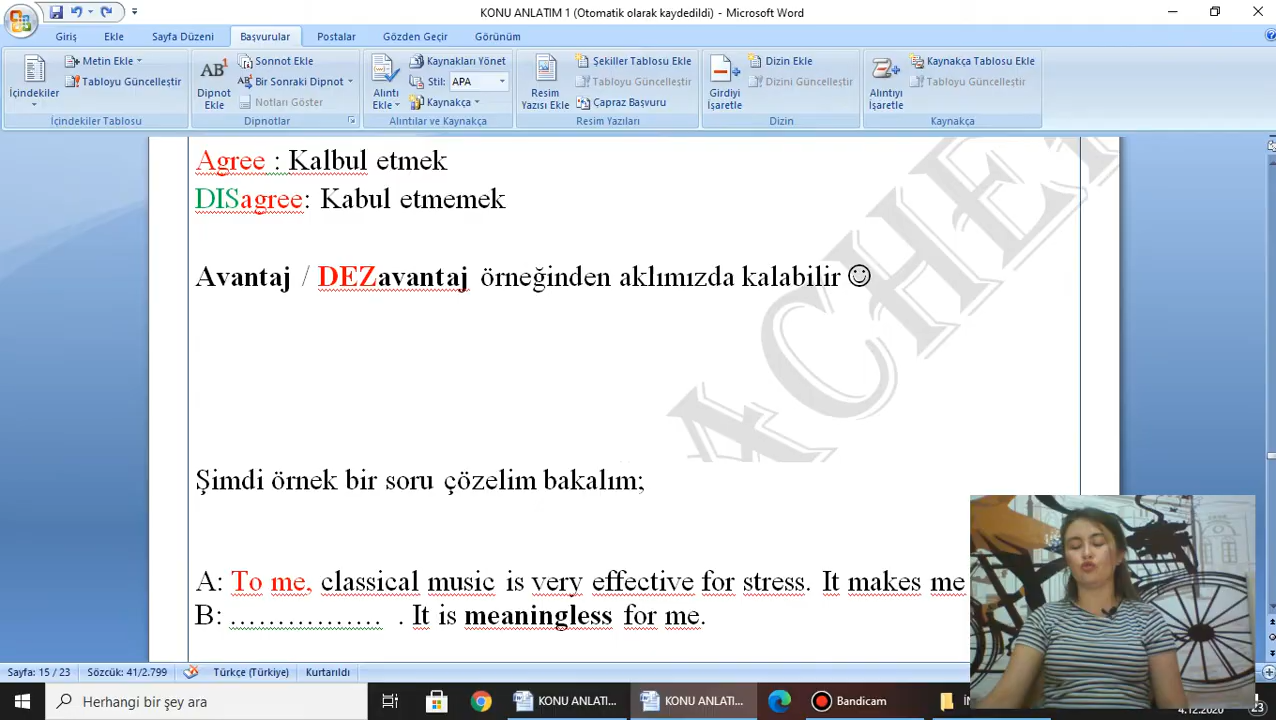 KONU ANLATIM 1 (Otomatik olarak kaydedildi) - Microsoft Word
Giriş Ekle Sayfa Düzeni Başvurular Postalar Gözden Geçir Görünüm
İçindekiler
Metin Ekle
Tabloyu Güncelleştir
İçindekiler Tablosu
AB¹
Dipnot Ekle
Sonnot Ekle
Bir Sonraki Dipnot
Notları Göster
Dipnotlar
Alıntı Ekle
Kaynakları Yönet
Stil: APA
Kaynakça
Alıntılar ve Kaynakça
Resim Yazısı Ekle
Şekiller Tablosu Ekle
Tabloyu Güncelleştir
Çapraz Başvuru
Resim Yazıları
Girdiyi İşaretle
Dizin Ekle
Dizini Güncelleştir
Dizin
Alıntıyı İşaretle
Kaynakça Tablosu Ekle
Tabloyu Güncelleştir
Kaynakça
Agree : Kalbul etmek
DISagree: Kabul etmemek
Avantaj / DEZavantaj örneğinden aklımızda kalabilir ☺
Şimdi örnek bir soru çözelim bakalım;
A: To me, classical music is very effective for stress. It makes me
B: ................ . It is meaningless for me.
Sayfa: 15 / 23 Sözcük: 41/2.799 Türkçe (Türkiye) Kurtarıldı
Herhangi bir şey ara KONU ANLATI... KONU ANLATI... Bandicam
4.12.2020